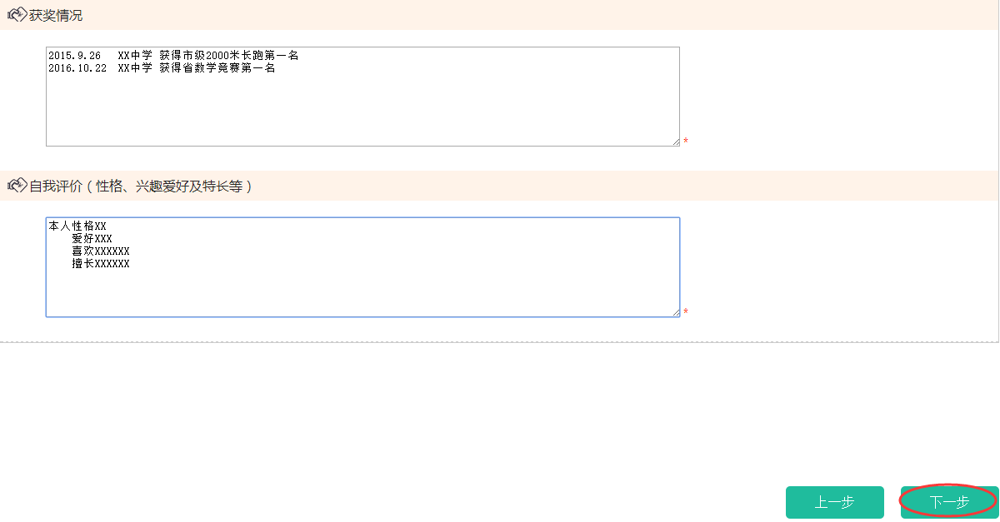 获奖情况
2015.9.26 XX中学 获得市级2000米长跑第一名
2016.10.22 XX中学 获得省数学竞赛第一名
*
自我评价（性格、兴趣爱好及特长等）
本人性格XX
爱好XXX
喜欢XXXXXX
擅长XXXXXX
*
上一步 下一步